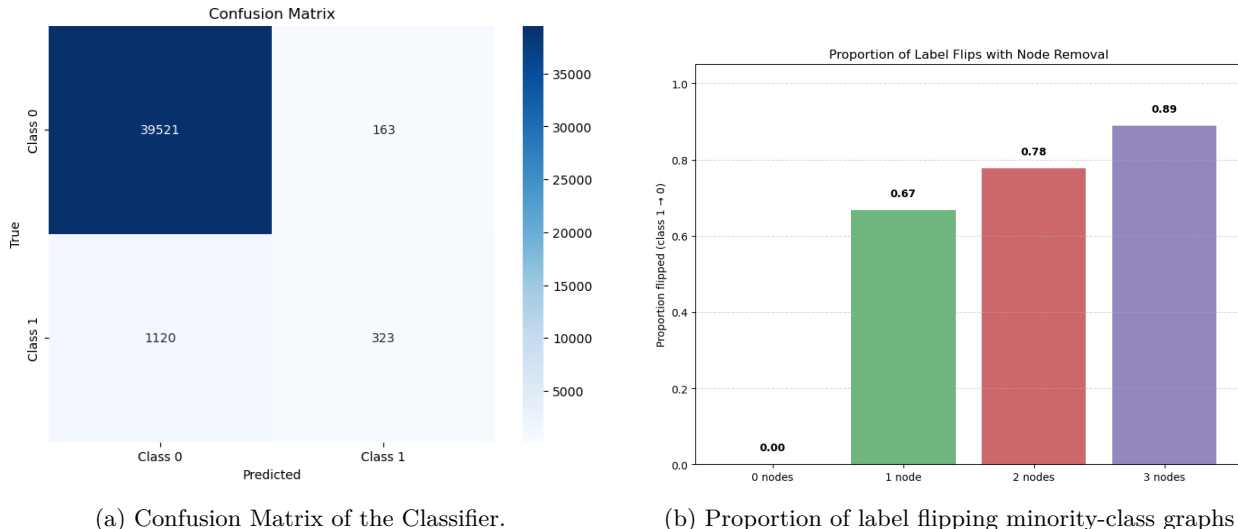 Confusion Matrix
Class 0
39521
163
True
Class 1
1120
323
Class 0
Class 1
Predicted
35000
30000
25000
20000
15000
10000
5000
(a) Confusion Matrix of the Classifier.
Proportion of Label Flips with Node Removal
Proportion flipped (class 1 → 0)
1.0
0.8
0.6
0.4
0.2
0.0
0.00
0.67
0.78
0.89
0 nodes
1 node
2 nodes
3 nodes
(b) Proportion of label flipping minority-class graphs